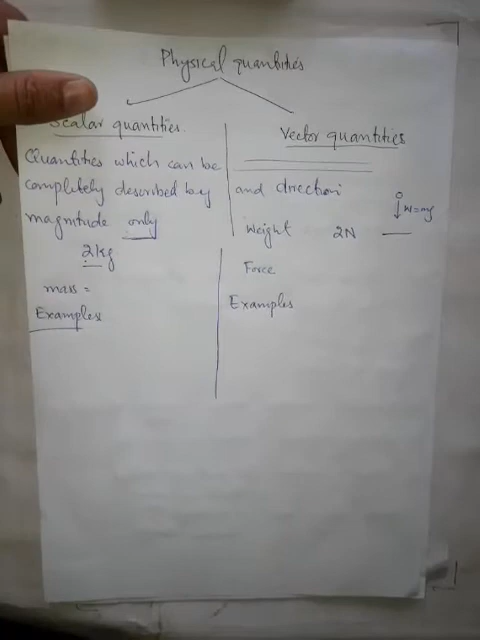 Physical quantities
Scalar quantities.
Quantities which can be
completely described by
magnitude only
2kg
mass =
Examples
Vector quantities
and direction
W=mg
Weight 2N
Force
Examples